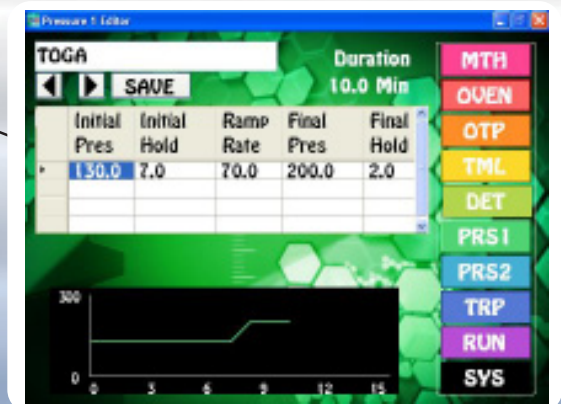 Pressure 1 Editor
TOGA
Duration
10.0 Min
SAVE
Initial Pres Initial Hold Ramp Rate Final Pres Final Hold
130.0 7.0 70.0 200.0 2.0
MTH
OVEN
OTP
TML
DET
PRS1
PRS2
TRP
RUN
SYS
300
0
0 3 6 9 12 15